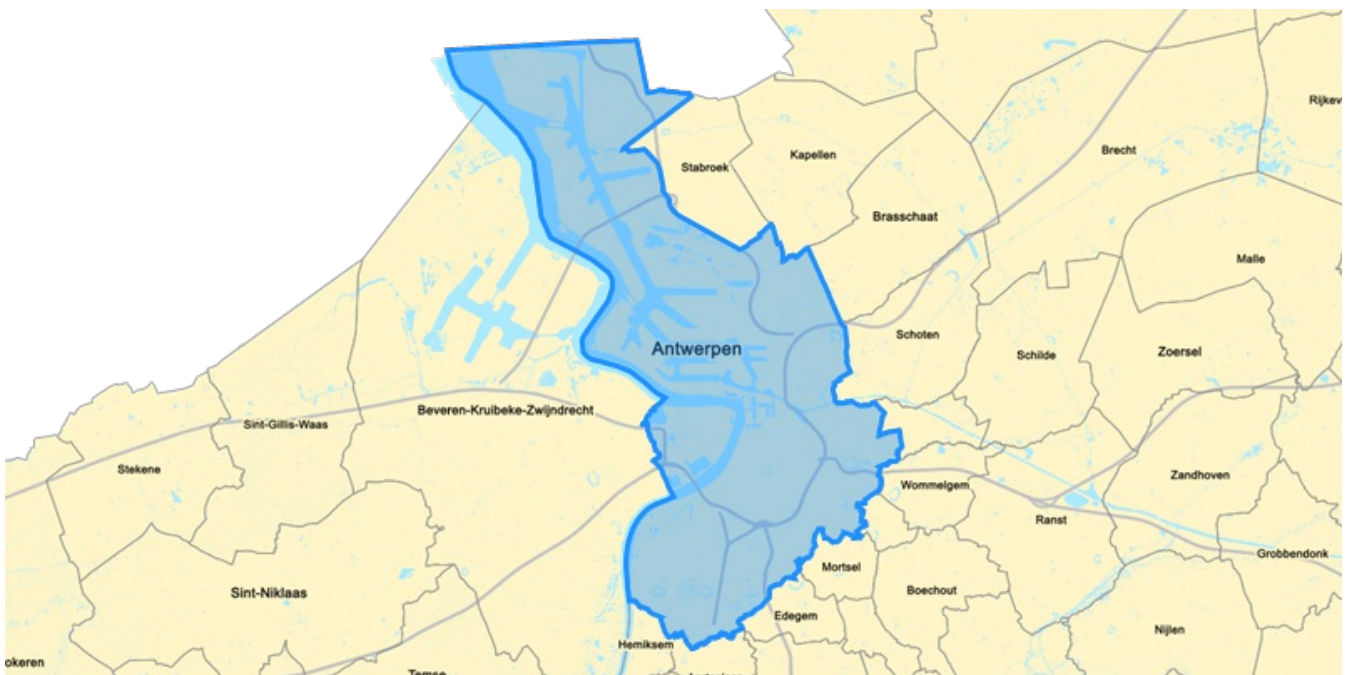 Rijkev
Brecht
Kapellen
Stabroek
Brasschaat
Malle
Schoten
Antwerpen
Zoersel
Schilde
Beveren-Kruibeke-Zwijndrecht
Sint-Gillis-Waas
Stekene
Zandhoven
Wommelgem
Ranst
Grobbendonk
Mortsel
Boechout
Sint-Niklaas
Edegem
Nijlen
Hemiksem
okeren